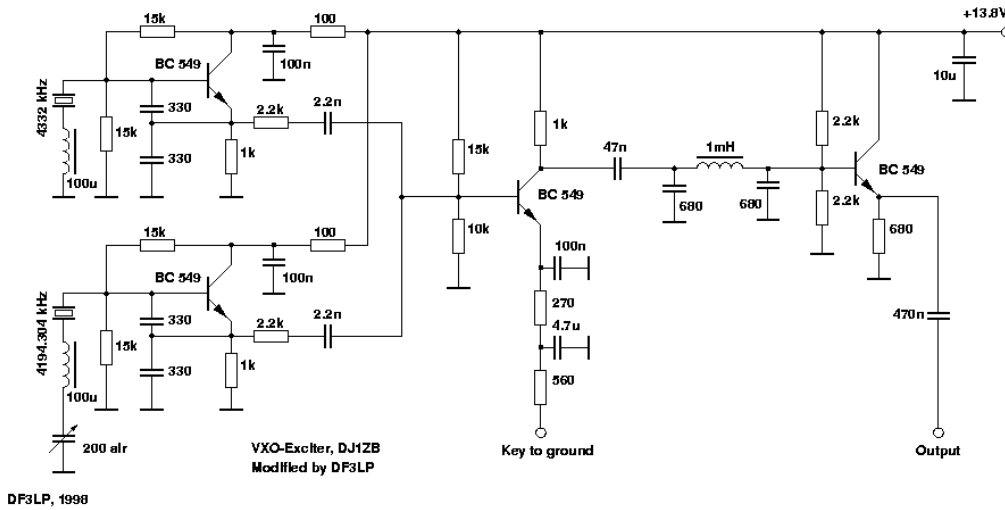 +13.8V
15k
100
BC 549
100n
10u
4332 kHz
330
2.2k
2.2n
15k
330
1k
100u
15k
1k
47n
1mH
2.2k
BC 549
BC 549
680
680
2.2k
680
10k
15k
100
BC 549
100n
100n
4194.304 kHz
330
2.2k
2.2n
270
470n
15k
330
1k
4.7u
100u
560
200 air
VXO-Exciter, DJ1ZB
Modified by DF3LP
Key to ground
Output
DF3LP, 1998